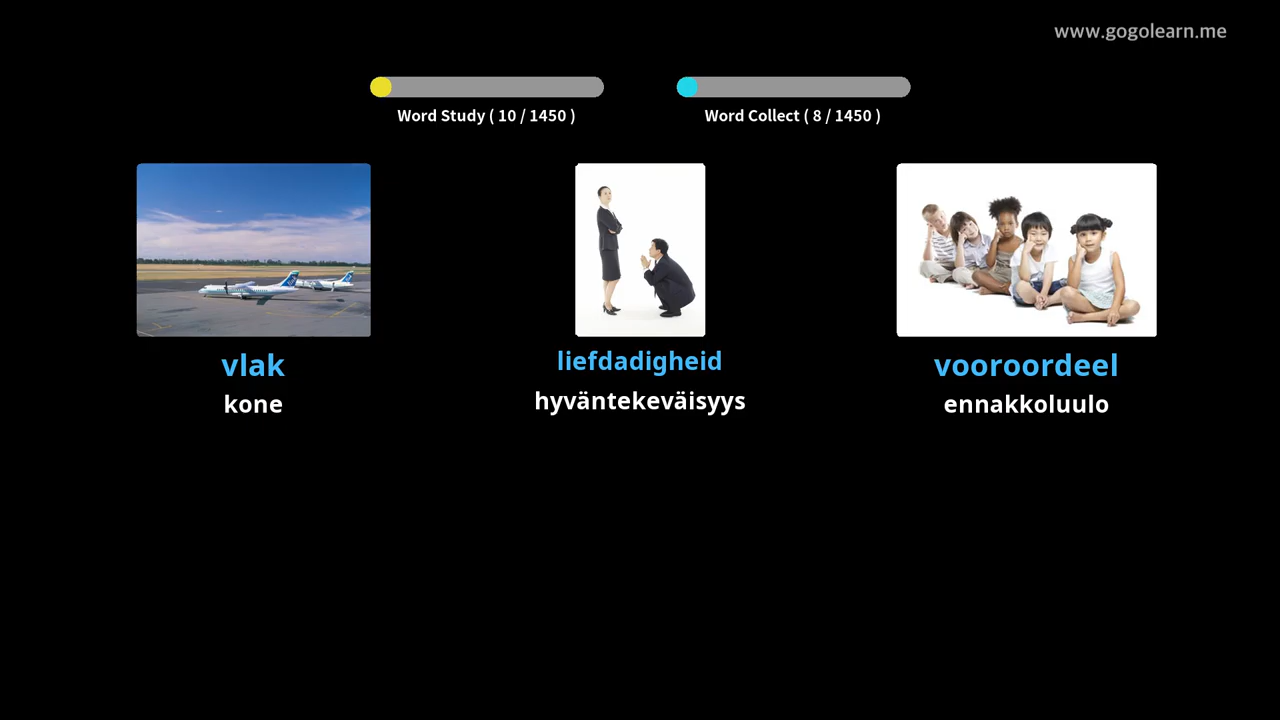 www.gogolearn.me
Word Study ( 10 / 1450 )
Word Collect ( 8 / 1450 )
vlak
kone
liefdadigheid
hyväntekeväisyys
vooroordeel
ennakkoluulo